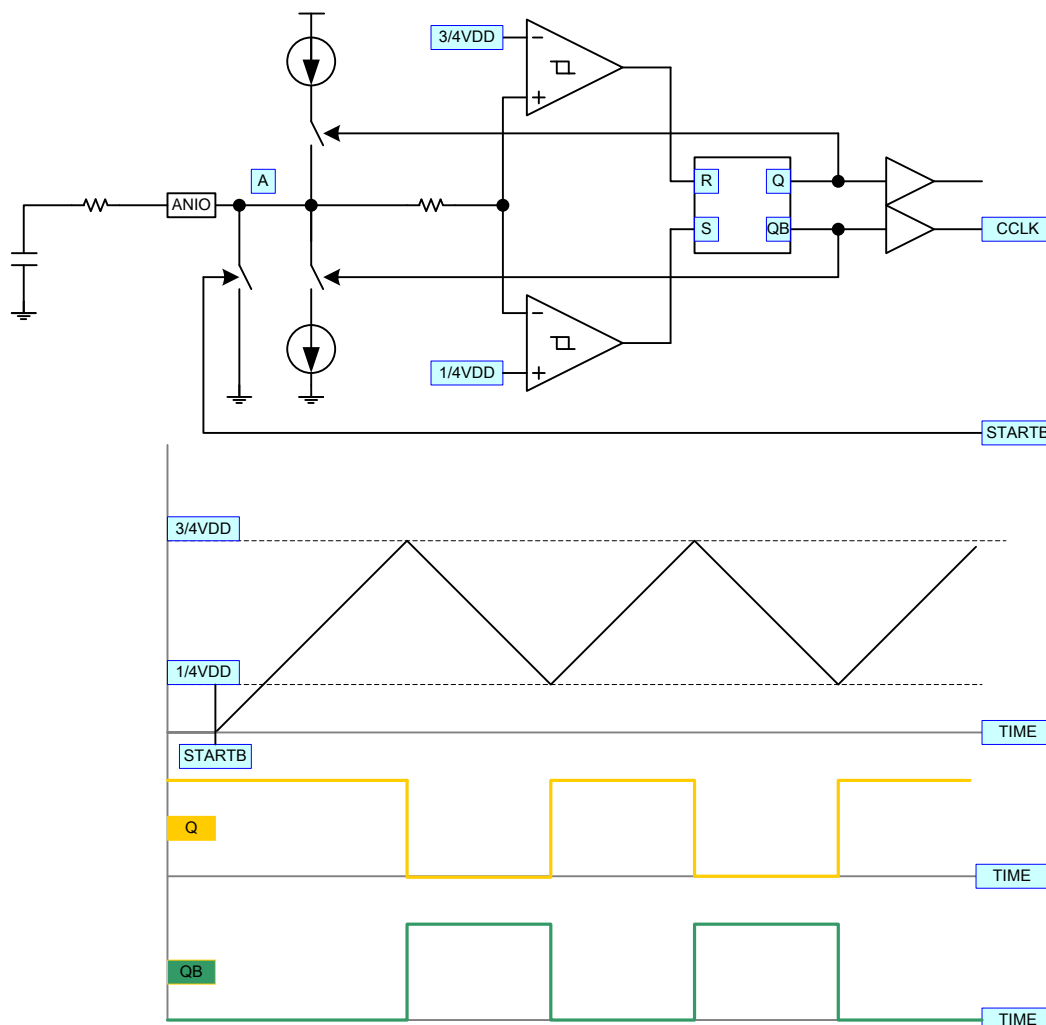 3/4VDD
−
+
A
ANIO
R
Q
S
QB
CCLK
−
1/4VDD
+
STARTB
3/4VDD
1/4VDD
TIME
STARTB
Q
TIME
QB
TIME